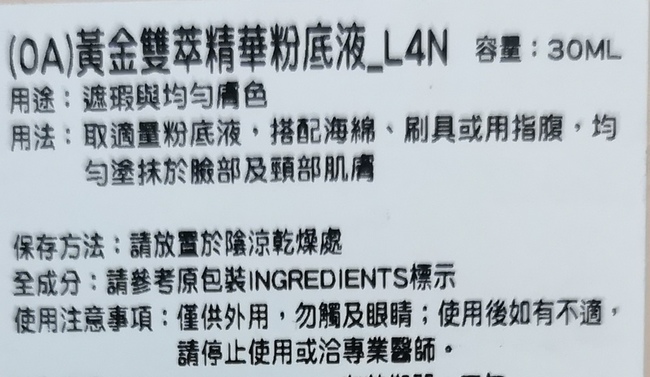 (OA)黃金雙萃精華粉底液_L4N 容量：30ML
用途：遮瑕與均勻膚色
用法：取適量粉底液，搭配海綿、刷具或用指腹，均
勻塗抹於臉部及頸部肌膚
保存方法：請放置於陰涼乾燥處
全成分：請參考原包裝INGREDIENTS標示
使用注意事項：僅供外用，勿觸及眼睛；使用後如有不適，
請停止使用或洽專業醫師。